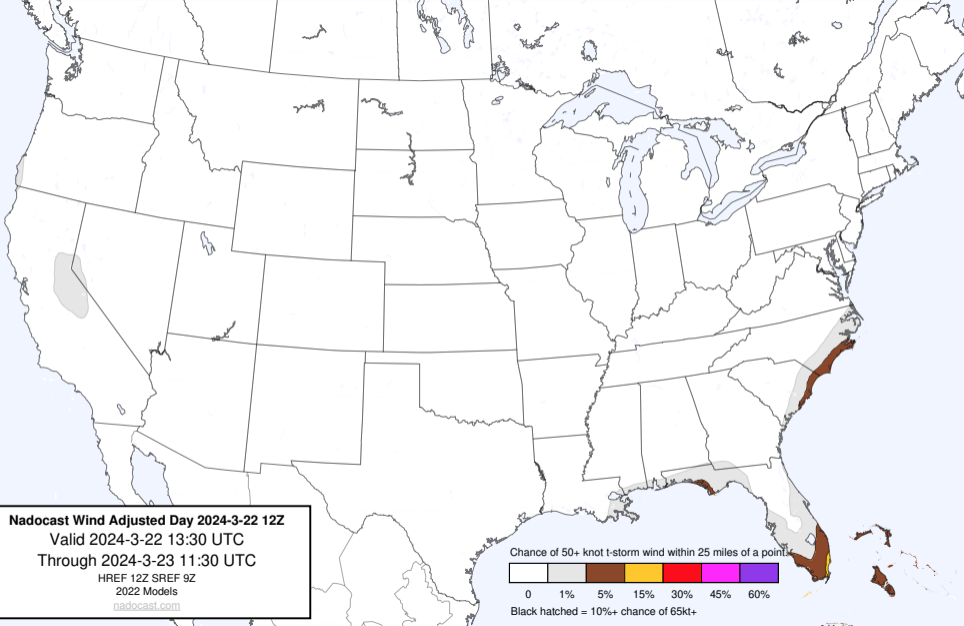 Nadocast Wind Adjusted Day 2024-3-22 12Z
Valid 2024-3-22 13:30 UTC
Through 2024-3-23 11:30 UTC
HREF 12Z SREF 9Z
2022 Models
nadocast.com
Chance of 50+ knot t-storm wind within 25 miles of a point.
0 1% 5% 15% 30% 45% 60%
Black hatched = 10%+ chance of 65kt+